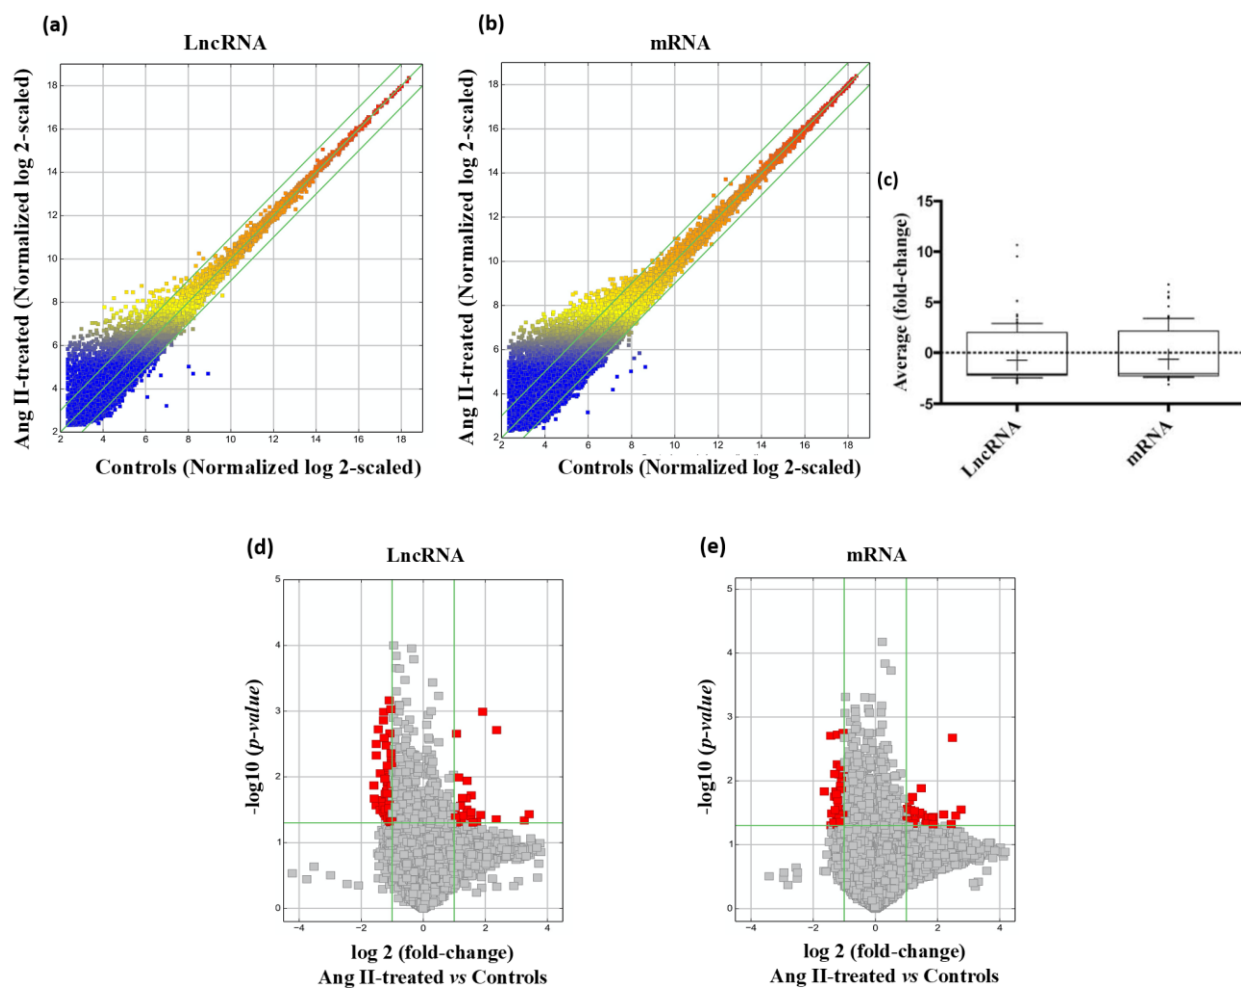 (a)
LncRNA
Ang II-treated (Normalized log 2-scaled)
18
16
14
12
10
8
6
4
2
2 4 6 8 10 12 14 16 18
Controls (Normalized log 2-scaled)
(b)
mRNA
Ang II-treated (Normalized log 2-scaled)
18
16
14
12
10
8
6
4
2
2 4 6 8 10 12 14 16 18
Controls (Normalized log 2-scaled)
(c)
Average (fold-change)
15
10
5
0
-5
LncRNA
mRNA
(d)
LncRNA
-log10 (p-value)
5
4
3
2
1
0
−4 −2 0 2 4
log 2 (fold-change)
Ang II-treated vs Controls
(e)
mRNA
-log10 (p-value)
5
4
3
2
1
0
−4 −2 0 2 4
log 2 (fold-change)
Ang II-treated vs Controls